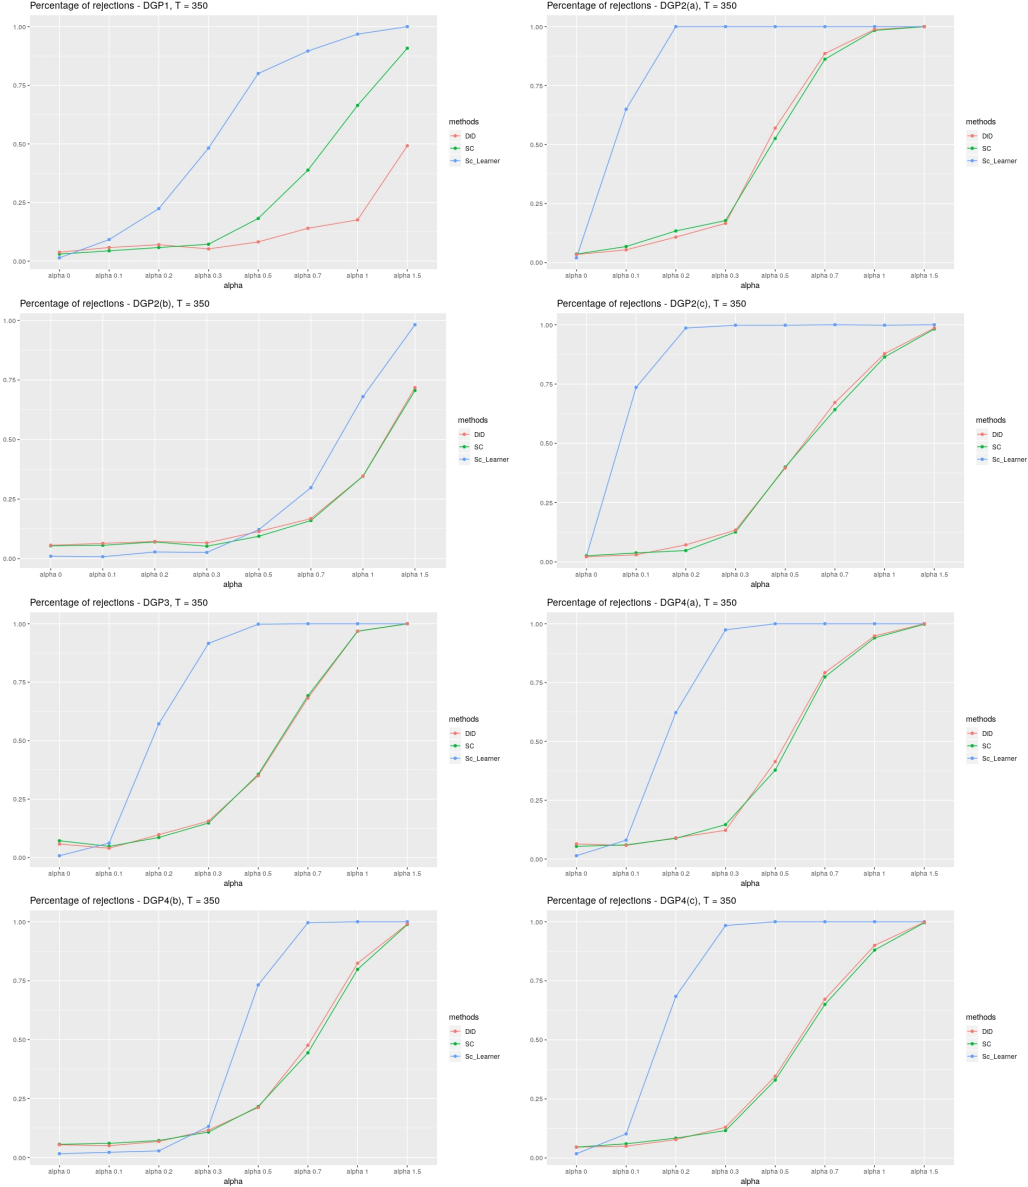 Percentage of rejections - DGP1, T = 350
1.00
0.75
0.50
0.25
0.00
alpha 0 alpha 0.1 alpha 0.2 alpha 0.3 alpha 0.5 alpha 0.7 alpha 1 alpha 1.5
alpha
methods
DID
SC
Sc_Learner
Percentage of rejections - DGP2(a), T = 350
1.00
0.75
0.50
0.25
0.00
alpha 0 alpha 0.1 alpha 0.2 alpha 0.3 alpha 0.5 alpha 0.7 alpha 1 alpha 1.5
alpha
methods
DID
SC
Sc_Learner
Percentage of rejections - DGP2(b), T = 350
1.00
0.75
0.50
0.25
0.00
alpha 0 alpha 0.1 alpha 0.2 alpha 0.3 alpha 0.5 alpha 0.7 alpha 1 alpha 1.5
alpha
methods
DID
SC
Sc_Learner
Percentage of rejections - DGP2(c), T = 350
1.00
0.75
0.50
0.25
0.00
alpha 0 alpha 0.1 alpha 0.2 alpha 0.3 alpha 0.5 alpha 0.7 alpha 1 alpha 1.5
alpha
methods
DID
SC
Sc_Learner
Percentage of rejections - DGP3, T = 350
1.00
0.75
0.50
0.25
0.00
alpha 0 alpha 0.1 alpha 0.2 alpha 0.3 alpha 0.5 alpha 0.7 alpha 1 alpha 1.5
alpha
methods
DID
SC
Sc_Learner
Percentage of rejections - DGP4(a), T = 350
1.00
0.75
0.50
0.25
0.00
alpha 0 alpha 0.1 alpha 0.2 alpha 0.3 alpha 0.5 alpha 0.7 alpha 1 alpha 1.5
alpha
methods
DID
SC
Sc_Learner
Percentage of rejections - DGP4(b), T = 350
1.00
0.75
0.50
0.25
0.00
alpha 0 alpha 0.1 alpha 0.2 alpha 0.3 alpha 0.5 alpha 0.7 alpha 1 alpha 1.5
alpha
methods
DID
SC
Sc_Learner
Percentage of rejections - DGP4(c), T = 350
1.00
0.75
0.50
0.25
0.00
alpha 0 alpha 0.1 alpha 0.2 alpha 0.3 alpha 0.5 alpha 0.7 alpha 1 alpha 1.5
alpha
methods
DID
SC
Sc_Learner